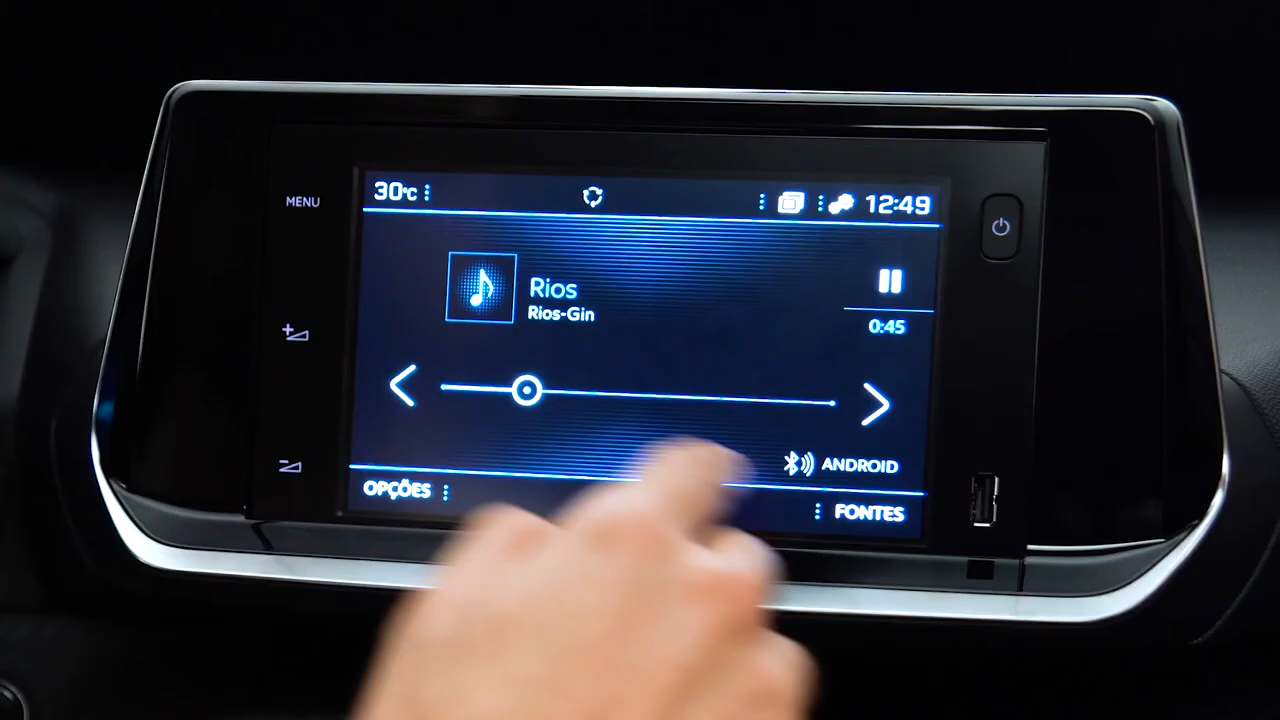 30°C
12:49
MENU
Rios
Rios-Gin
0:45
ANDROID
OPÇÕES
FONTES